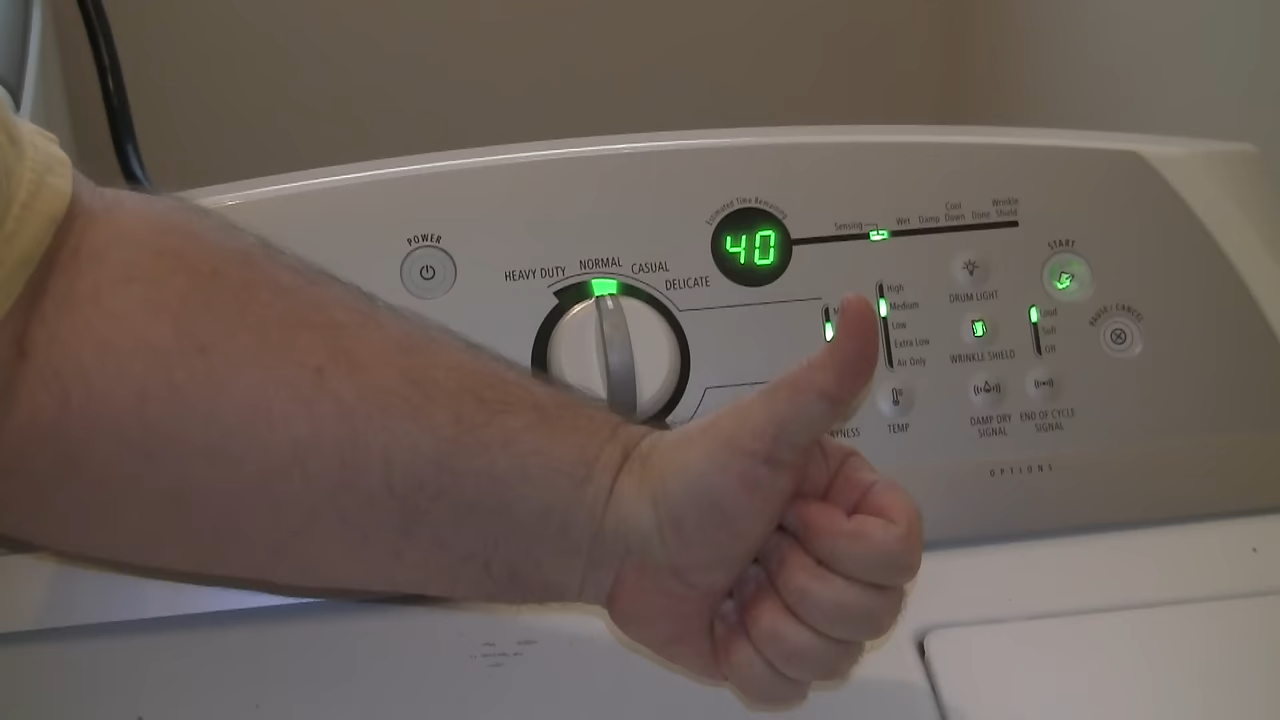 POWER
HEAVY DUTY
NORMAL
CASUAL
DELICATE
Estimated Time Remaining
40
Sensing
Wet
Damp
Cool
Down
Done
Wrinkle
Shield
High
Medium
Low
Extra Low
Air Only
TEMP
DRUM LIGHT
WRINKLE SHIELD
DAMP DRY
SIGNAL
Loud
Soft
Off
END OF CYCLE
SIGNAL
START
PAUSE / CANCEL
OPTIONS